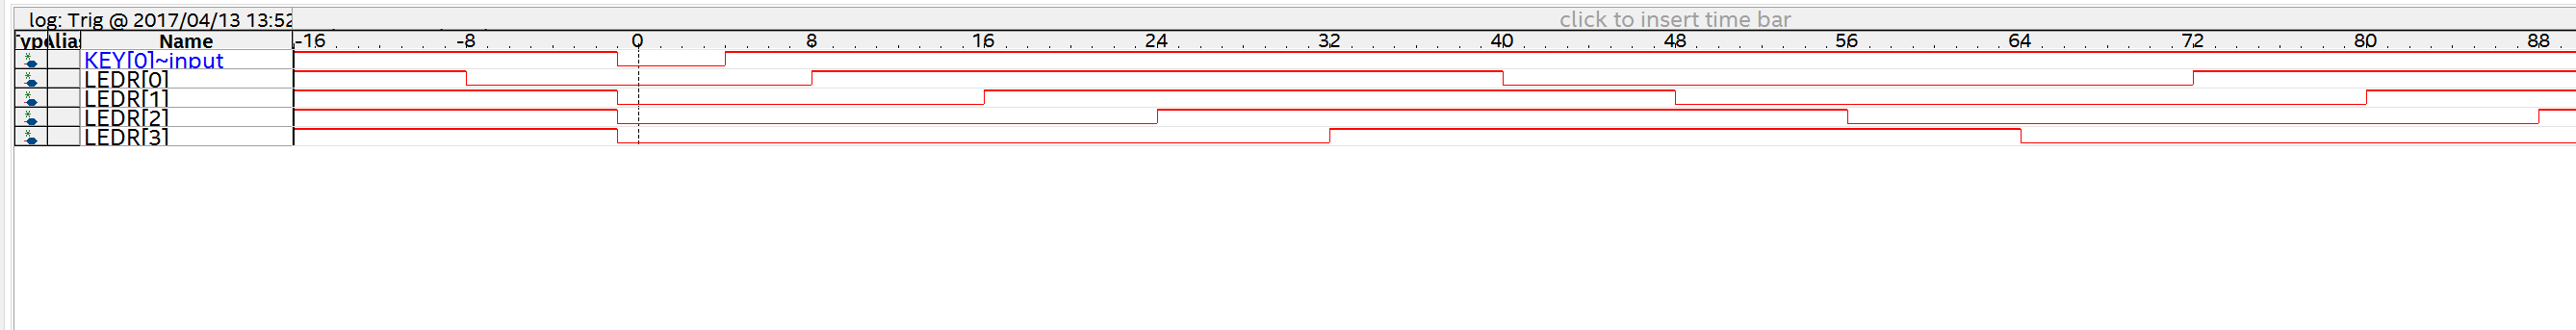 log: Trig @ 2017/04/13 13:52 click to insert time bar
Name -16 -8 0 8 16 24 32 40 48 56 64 72 80 88
KEY[0]~input
LEDR[0]
LEDR[1]
LEDR[2]
LEDR[3]